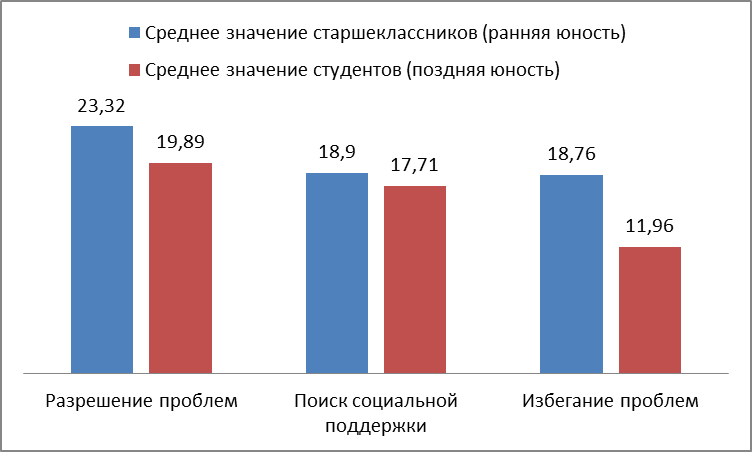 Среднее значение старшеклассников (ранняя юность)
Среднее значение студентов (поздняя юность)
23,32
19,89
18,9
17,71
18,76
11,96
Разрешение проблем
Поиск социальной
поддержки
Избегание проблем